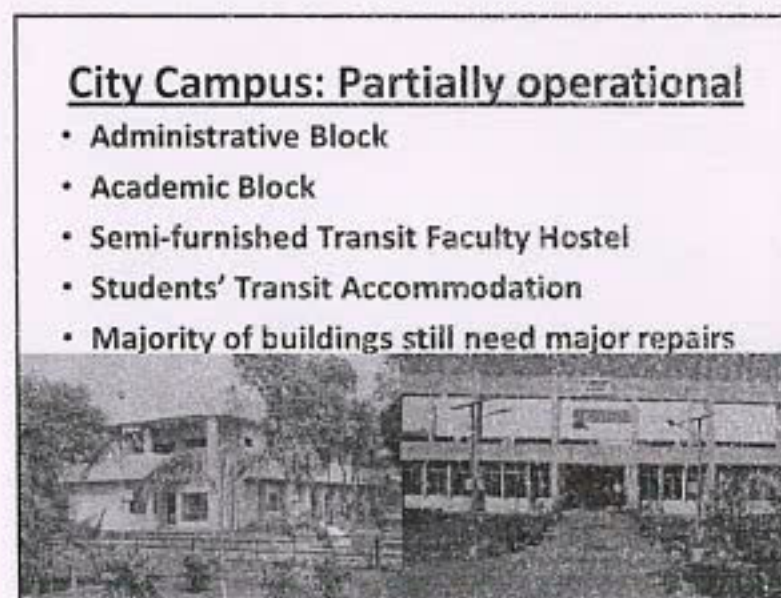 City Campus: Partially operational
• Administrative Block
• Academic Block
• Semi-furnished Transit Faculty Hostel
• Students' Transit Accommodation
• Majority of buildings still need major repairs